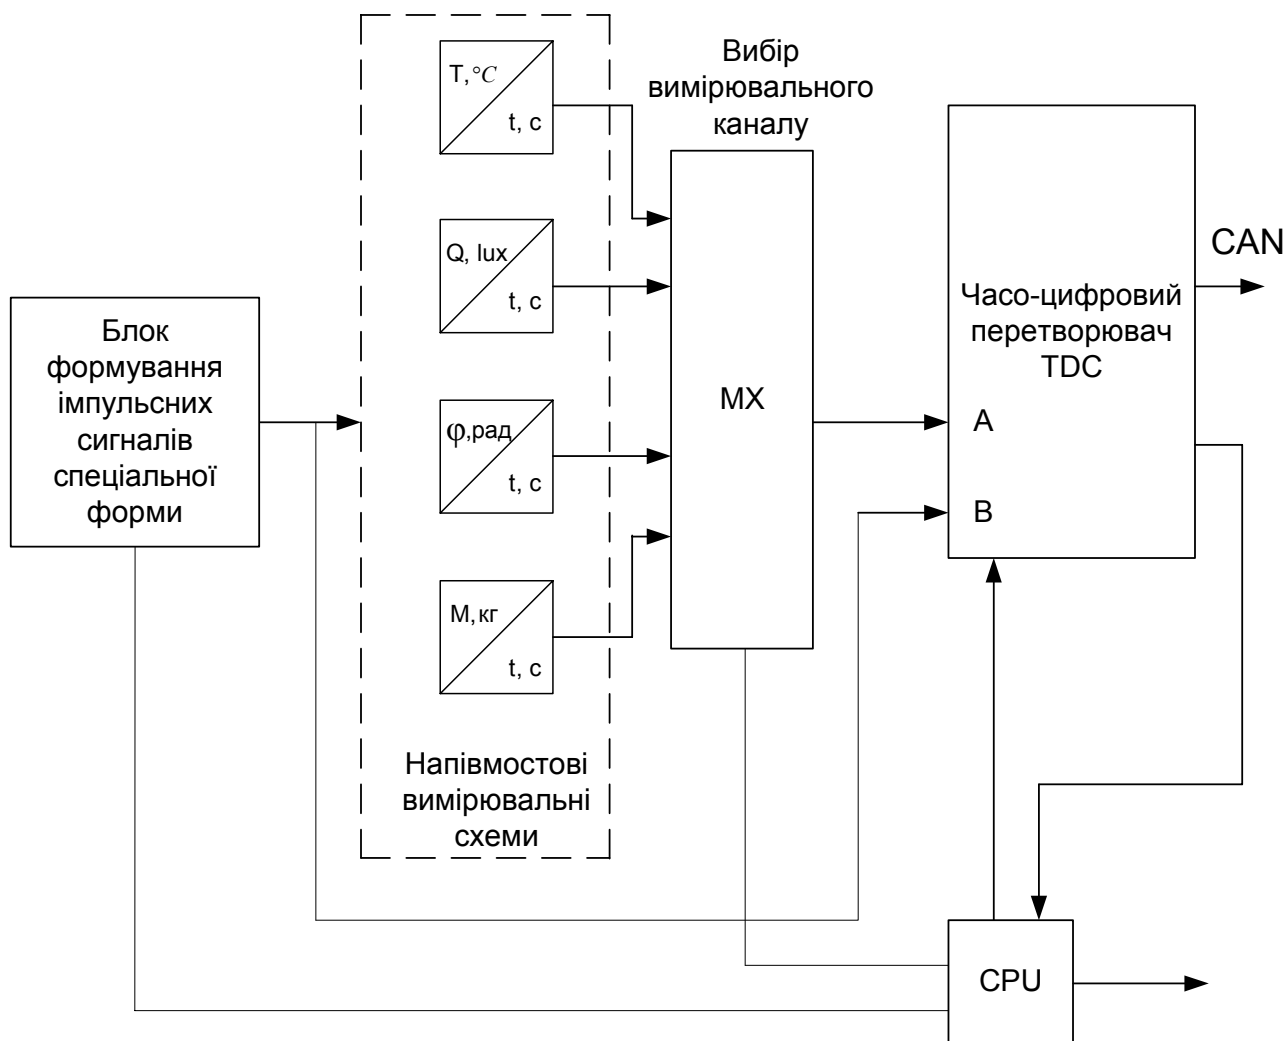 Блок
формування
імпульсних
сигналів
спеціальної
форми
T, °C
t, c
Q, lux
t, c
φ,рад
t, c
М,кг
t, c
Напівмостові
вимірювальні
схеми
Вибір
вимірювального
каналу
MX
Часо-цифровий
перетворювач
TDC
A
B
CAN
CPU